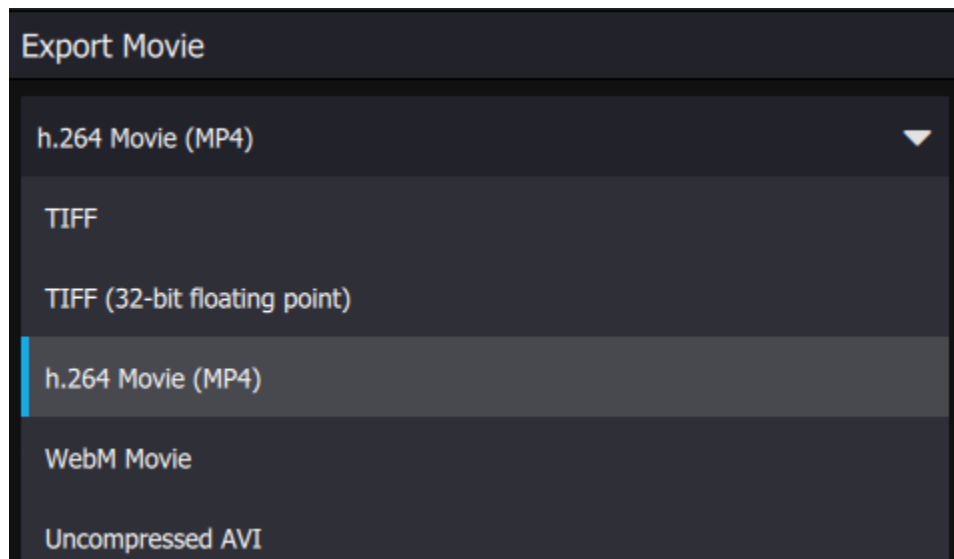 Export Movie
h.264 Movie (MP4)
TIFF
TIFF (32-bit floating point)
h.264 Movie (MP4)
WebM Movie
Uncompressed AVI